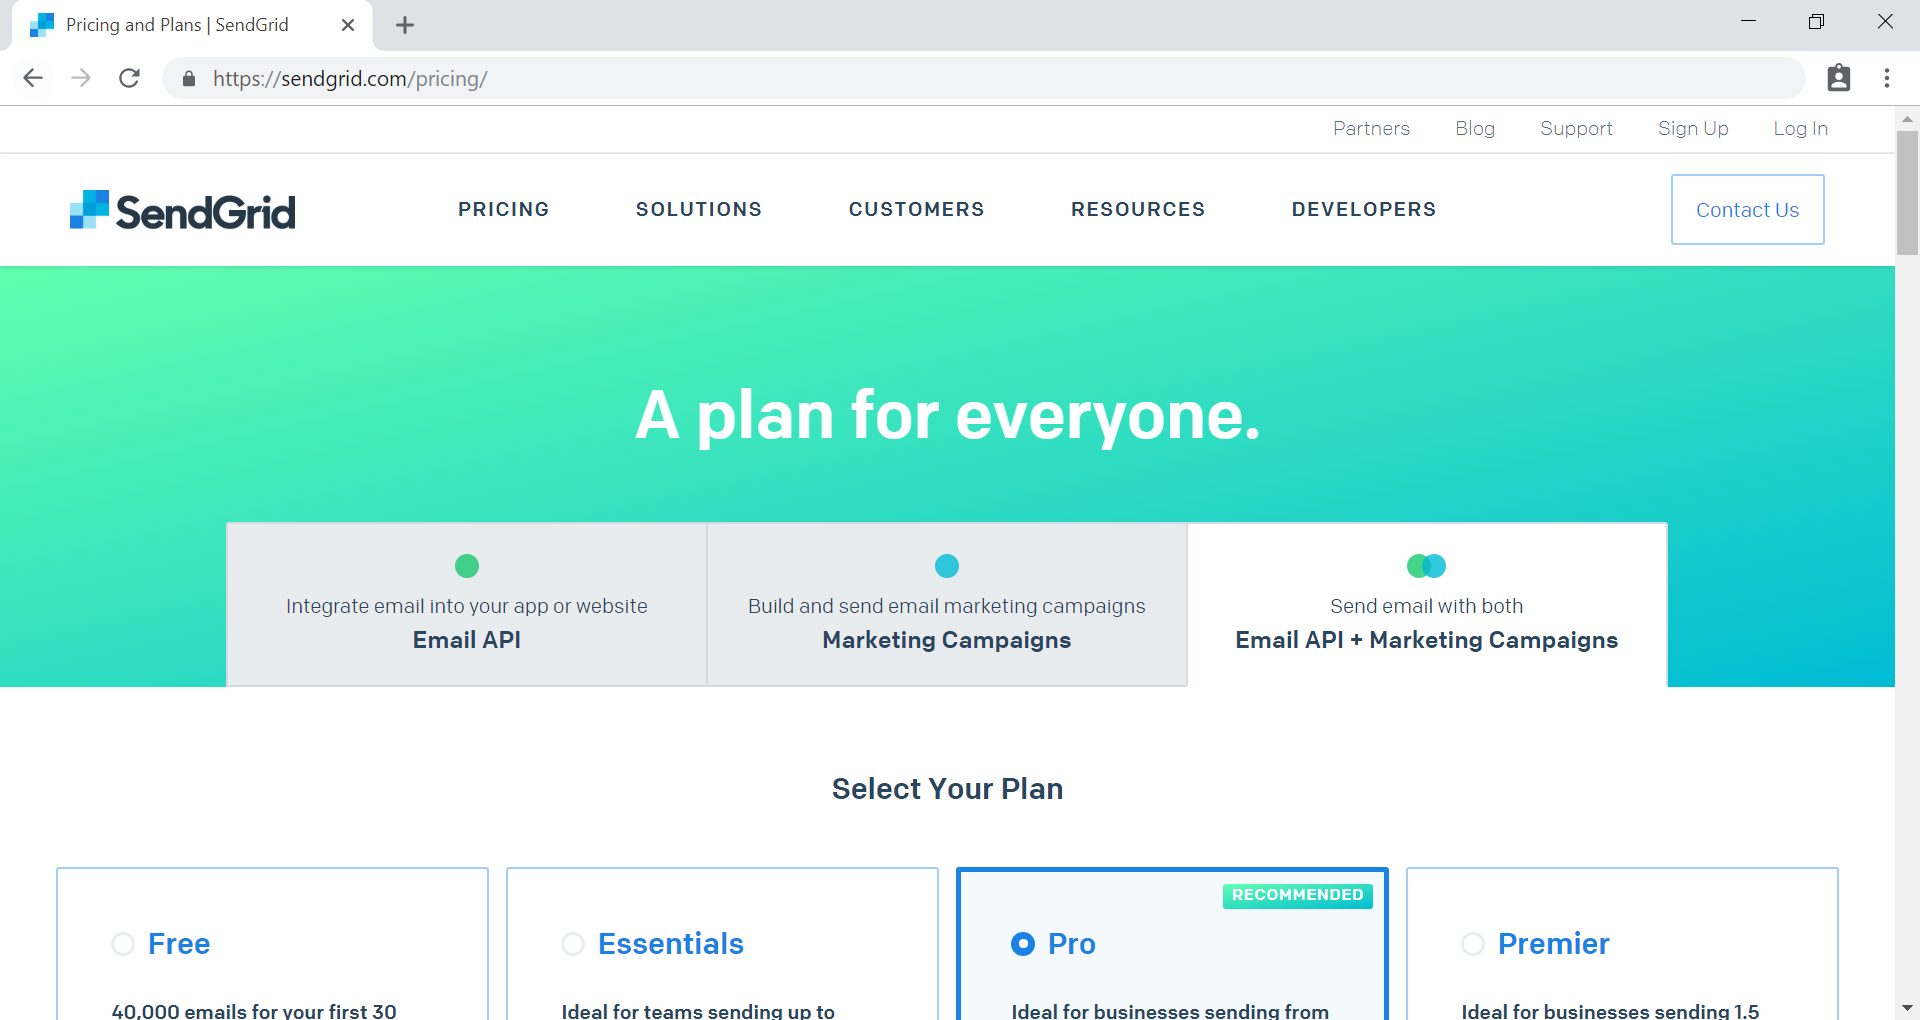 Pricing and Plans | SendGrid
https://sendgrid.com/pricing/
Partners Blog Support Sign Up Log In
SendGrid
PRICING SOLUTIONS CUSTOMERS RESOURCES DEVELOPERS
Contact Us
A plan for everyone.
Integrate email into your app or website
Email API
Build and send email marketing campaigns
Marketing Campaigns
Send email with both
Email API + Marketing Campaigns
Select Your Plan
Free
40,000 emails for your first 30
Essentials
Ideal for teams sending up to
RECOMMENDED
Pro
Ideal for businesses sending from
Premier
Ideal for businesses sending 1.5